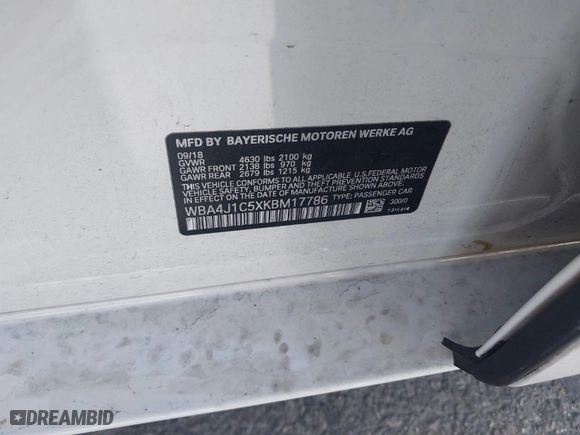 MFD BY BAYERISCHE MOTOREN WERKE AG
09/18
GVWR 4630 lbs 2100 kg
GAWR FRONT 2138 lbs 970 kg
GAWR REAR 2679 lbs 1215 kg
THIS VEHICLE CONFORMS TO ALL APPLICABLE U.S. FEDERAL MOTOR
VEHICLE SAFETY, BUMPER AND THEFT PREVENTION STANDARDS
IN EFFECT ON THE DATE OF MANUFACTURE SHOWN ABOVE.
WBA4J1C5XKBM17786 TYPE: PASSENGER CAR
300/0
DREAMBID